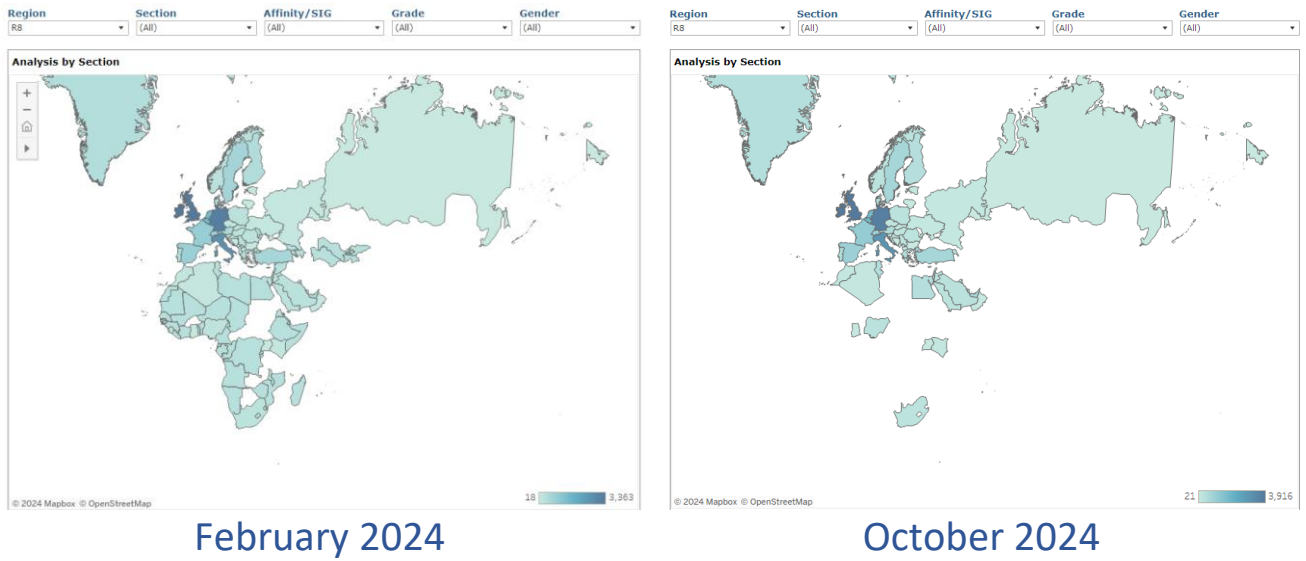 Region Section Affinity/SIG Grade Gender
R8 (All) (All) (All) (All)
Analysis by Section
© 2024 Mapbox © OpenStreetMap
18 3,363
February 2024
Region Section Affinity/SIG Grade Gender
R8 (All) (All) (All) (All)
Analysis by Section
© 2024 Mapbox © OpenStreetMap
21 3,916
October 2024